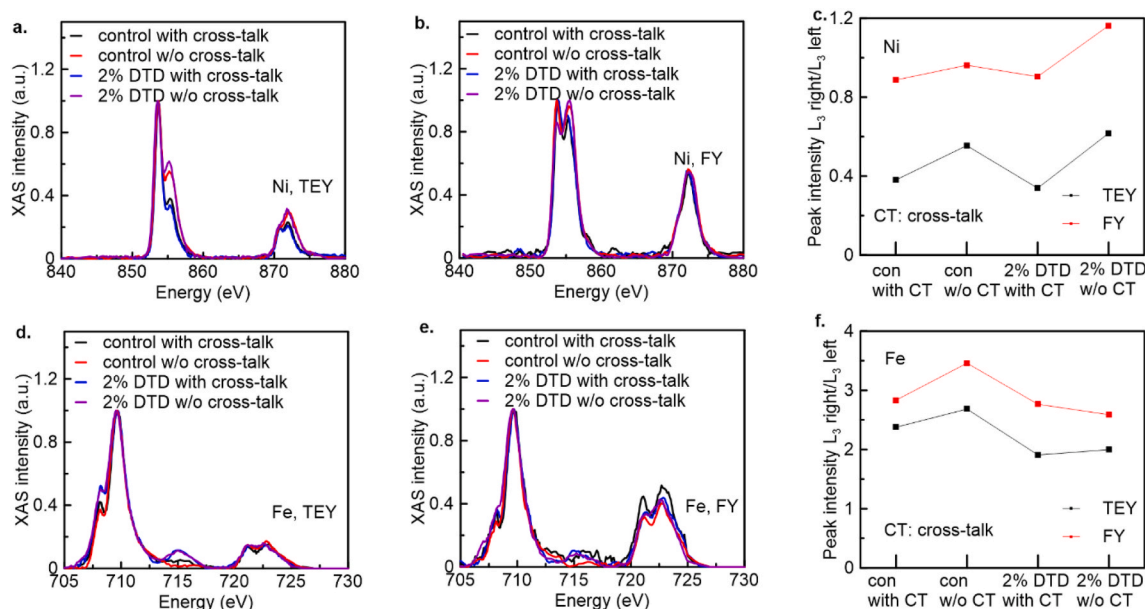 a.
control with cross-talk
control w/o cross-talk
2% DTD with cross-talk
2% DTD w/o cross-talk
XAS intensity (a.u.)
1.2
0.8
0.4
0
Ni, TEY
840 850 860 870 880
Energy (eV)
b.
control with cross-talk
control w/o cross-talk
2% DTD with cross-talk
2% DTD w/o cross-talk
XAS intensity (a.u.)
1.2
0.8
0.4
0
Ni, FY
840 850 860 870 880
Energy (eV)
c.
Peak intensity L3 right/L3 left
1.2
0.8
0.4
0
Ni
CT: cross-talk
TEY
FY
con
with CT
con
w/o CT
2% DTD
with CT
2% DTD
w/o CT
d.
control with cross-talk
control w/o cross-talk
2% DTD with cross-talk
2% DTD w/o cross-talk
XAS intensity (a.u.)
1.2
0.8
0.4
0
Fe, TEY
705 710 715 720 725 730
Energy (eV)
e.
control with cross-talk
control w/o cross-talk
2% DTD with cross-talk
2% DTD w/o cross-talk
XAS intensity (a.u.)
1.2
0.8
0.4
0
Fe, FY
705 710 715 720 725 730
Energy (eV)
f.
Peak intensity L3 right/L3 left
4
3
2
1
0
Fe
CT: cross-talk
TEY
FY
con
with CT
con
w/o CT
2% DTD
with CT
2% DTD
w/o CT